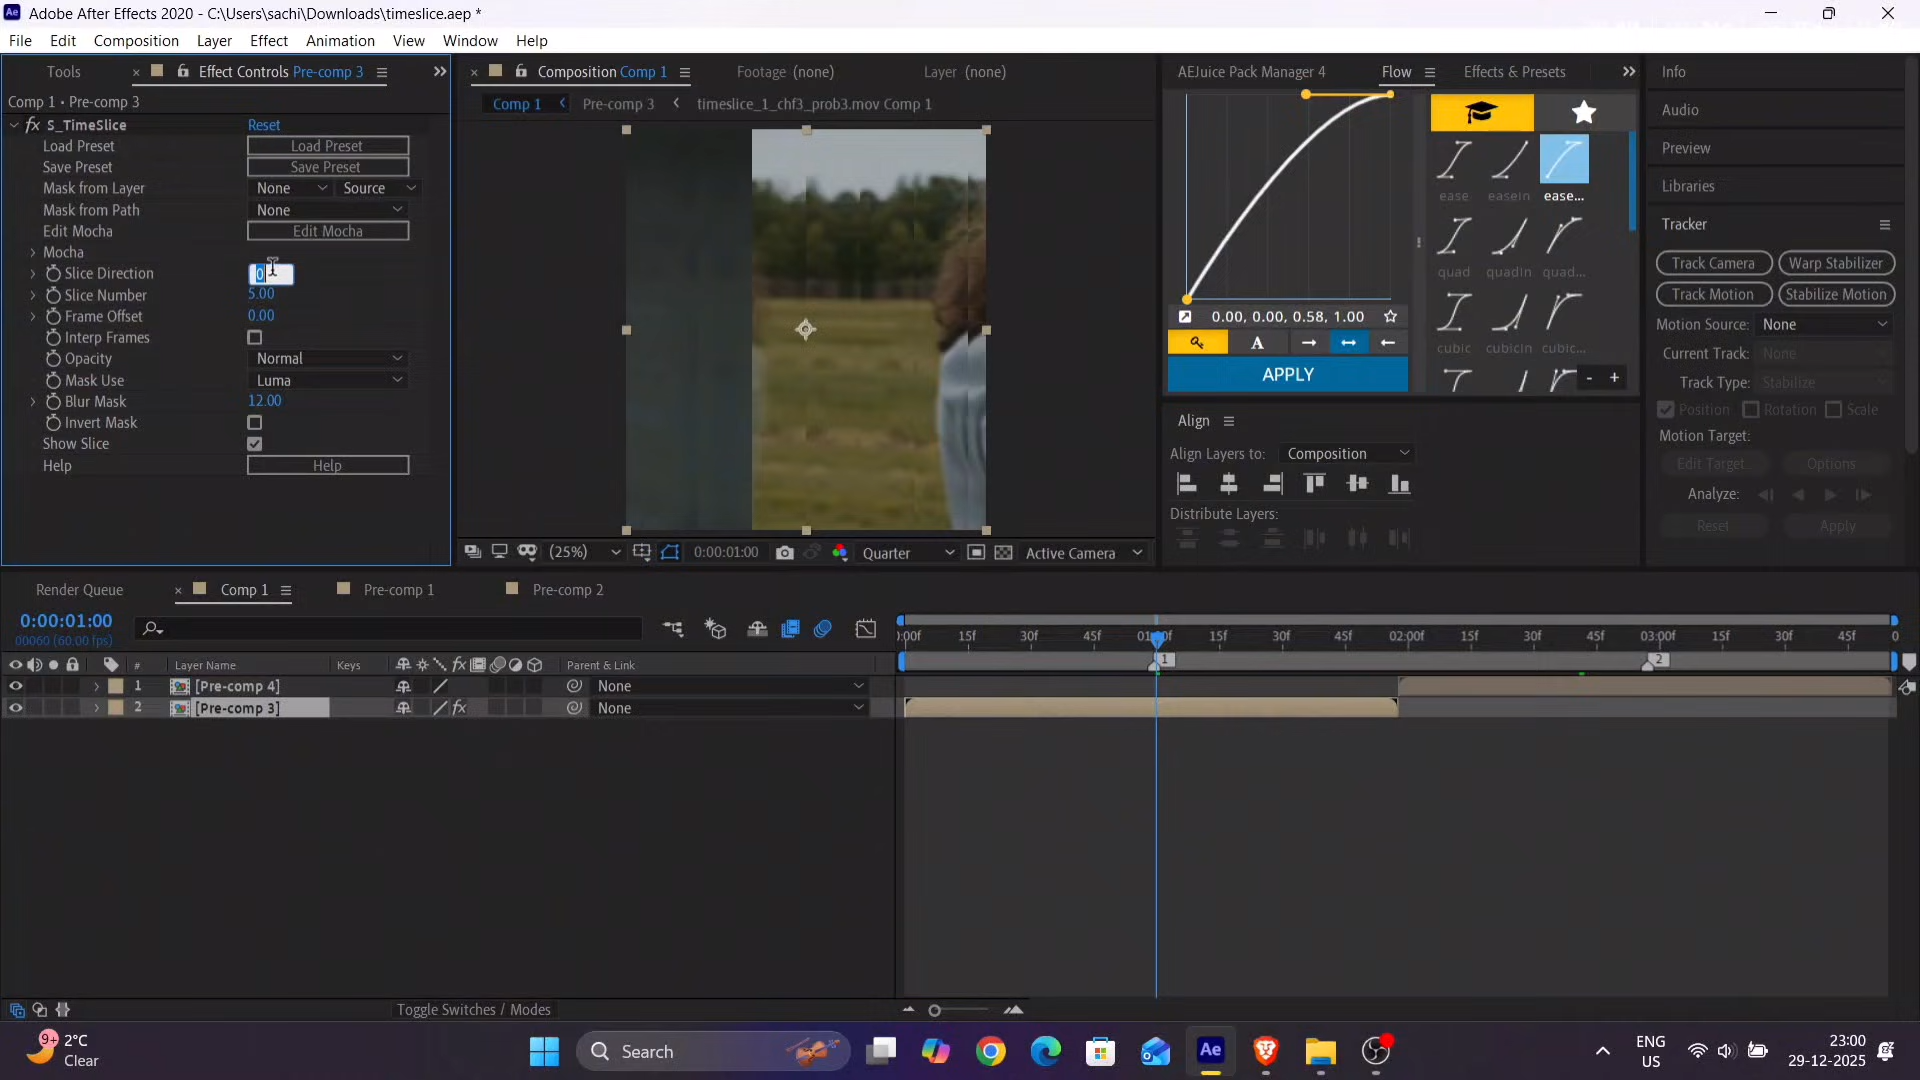 Adobe After Effects 2020 - C:\Users\sachi\Downloads\timeslice.aep *
File Edit Composition Layer Effect Animation View Window Help
Tools
Effect Controls Pre-comp 3
Comp 1 • Pre-comp 3
fx S_TimeSlice Reset
Load Preset Load Preset
Save Preset Save Preset
Mask from Layer None Source
Mask from Path None
Edit Mocha Edit Mocha
Mocha
Slice Direction 0
Slice Number 5.00
Frame Offset 0.00
Interp Frames
Opacity Normal
Mask Use Luma
Blur Mask 12.00
Invert Mask
Show Slice
Help Help
Composition Comp 1
Footage (none)
Layer (none)
Comp 1 Pre-comp 3 timeslice_1_chf3_prob3.mov Comp 1
(25%) 0:00:01:00 Quarter Active Camera
AEJuice Pack Manager 4 Flow Effects & Presets
ease easein ease...
quad quadin quad...
cubic cubicin cubic...
0.00, 0.00, 0.58, 1.00
A
APPLY
- +
Align
Align Layers to: Composition
Distribute Layers:
Info
Audio
Preview
Libraries
Tracker
Track Camera Warp Stabilizer
Track Motion Stabilize Motion
Motion Source: None
Current Track: None
Track Type: Stabilize
Position Rotation Scale
Motion Target:
Edit Target... Options...
Analyze:
Reset Apply
Render Queue Comp 1 Pre-comp 1 Pre-comp 2
0:00:01:00
00060 (60.00 fps)
:00f 15f 30f 45f 01:00f 15f 30f 45f 02:00f 15f 30f 45f 03:00f 15f 30f 45f 0
1 2
# Layer Name Keys fx Parent & Link
1 [Pre-comp 4] None
2 [Pre-comp 3] fx None
Toggle Switches / Modes
9+
2°C
Clear
Search
Ae
ENG
US
23:00
29-12-2025